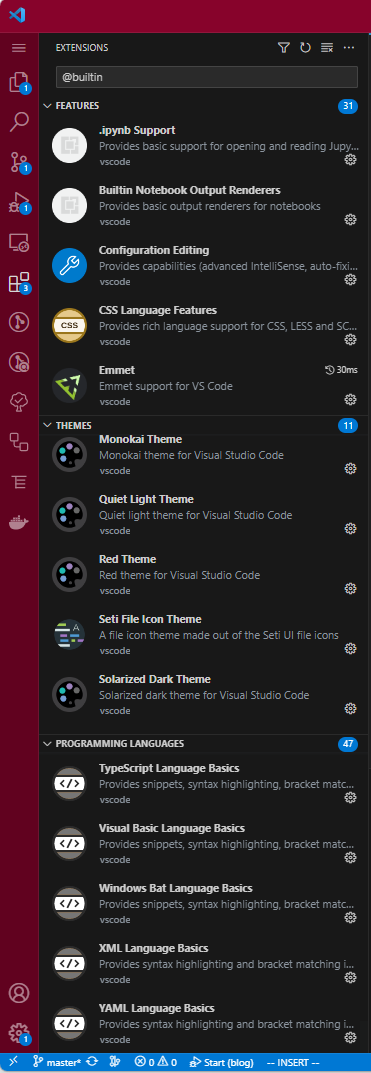 EXTENSIONS
@builtin
FEATURES 31
.ipynb Support
Provides basic support for opening and reading Jupy...
vscode
Builtin Notebook Output Renderers
Provides basic output renderers for notebooks
vscode
Configuration Editing
Provides capabilities (advanced IntelliSense, auto-fixi...
vscode
CSS
CSS Language Features
Provides rich language support for CSS, LESS and SC...
vscode
Emmet 30ms
Emmet support for VS Code
vscode
THEMES 11
Monokai Theme
Monokai theme for Visual Studio Code
vscode
Quiet Light Theme
Quiet light theme for Visual Studio Code
vscode
Red Theme
Red theme for Visual Studio Code
vscode
Seti File Icon Theme
A file icon theme made out of the Seti UI file icons
vscode
Solarized Dark Theme
Solarized dark theme for Visual Studio Code
vscode
PROGRAMMING LANGUAGES 47
TypeScript Language Basics
Provides snippets, syntax highlighting, bracket matc...
vscode
Visual Basic Language Basics
Provides snippets, syntax highlighting, bracket matc...
vscode
Windows Bat Language Basics
Provides snippets, syntax highlighting, bracket matc...
vscode
XML Language Basics
Provides syntax highlighting and bracket matching i...
vscode
YAML Language Basics
Provides syntax highlighting and bracket matching i...
vscode
1
1
1
3
1
master* 0 0 Start (blog) -- INSERT --